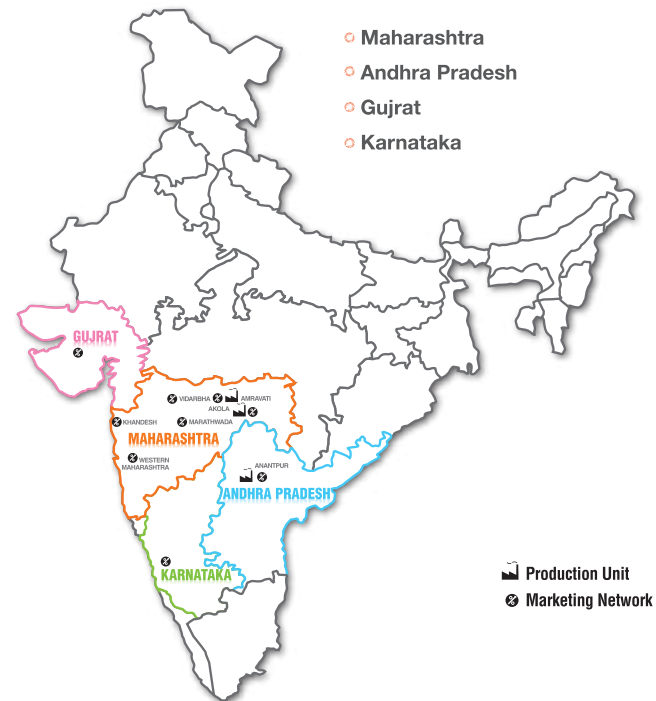 Maharashtra
Andhra Pradesh
Gujrat
Karnataka
GUJRAT
VIDARBHA
AMRAVATI
AKOLA
KHANDESH
MARATHWADA
MAHARASHTRA
WESTERN
MAHARASHTRA
ANANTPUR
ANDHRA PRADESH
KARNATAKA
Production Unit
Marketing Network